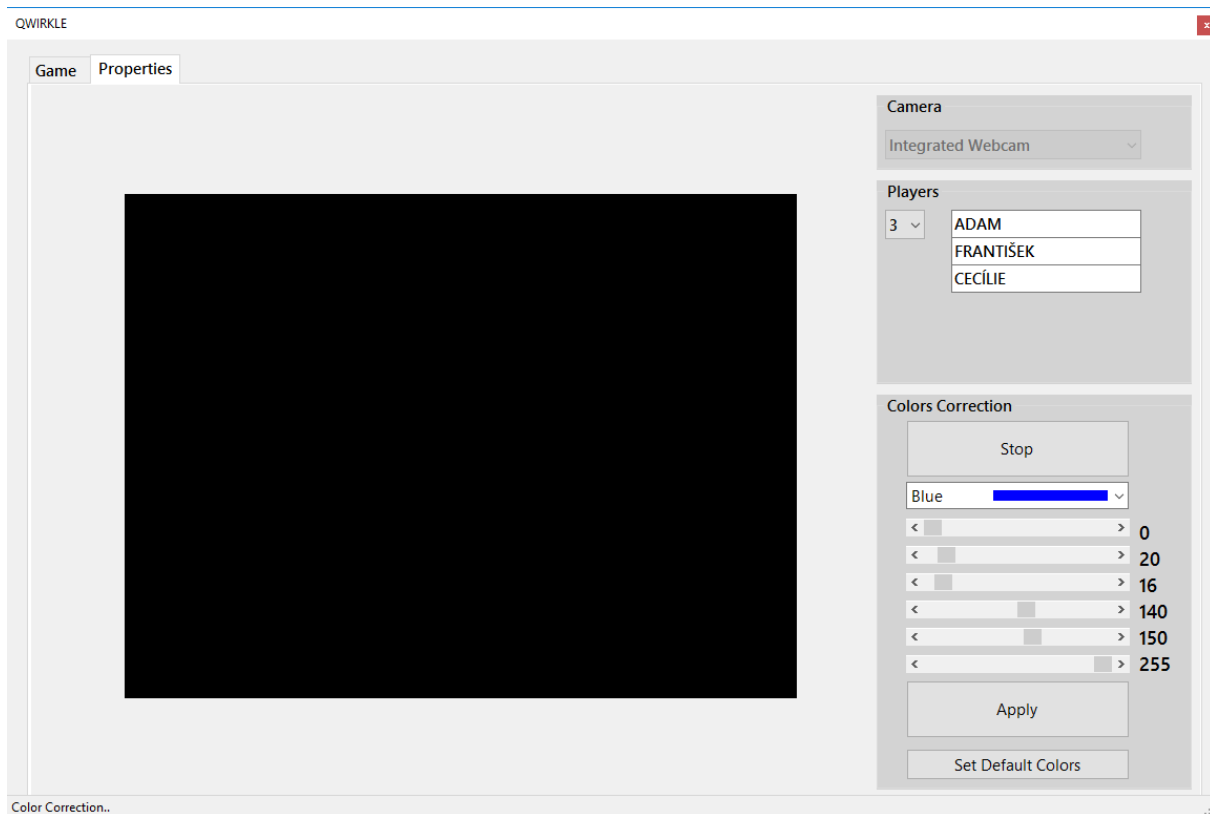 QWIRKLE
Game Properties
Camera
Integrated Webcam
Players
3 ADAM
FRANTIŠEK
CECÍLIE
Colors Correction
Stop
Blue
0
20
16
140
150
255
Apply
Set Default Colors
Color Correction..